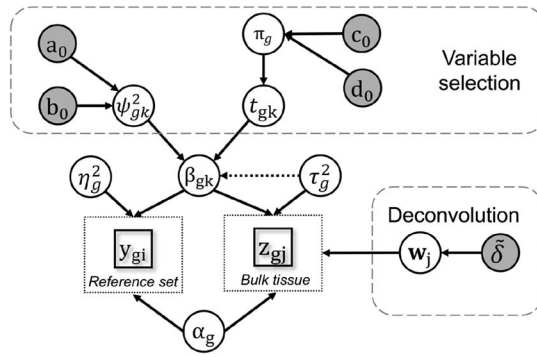 a₀
π_g
c₀
Variable
selection
b₀
ψ²_gk
t_gk
d₀
η²_g
β_gk
τ²_g
Deconvolution
y_gi
z_gj
w_j
δ̃
Reference set
Bulk tissue
α_g